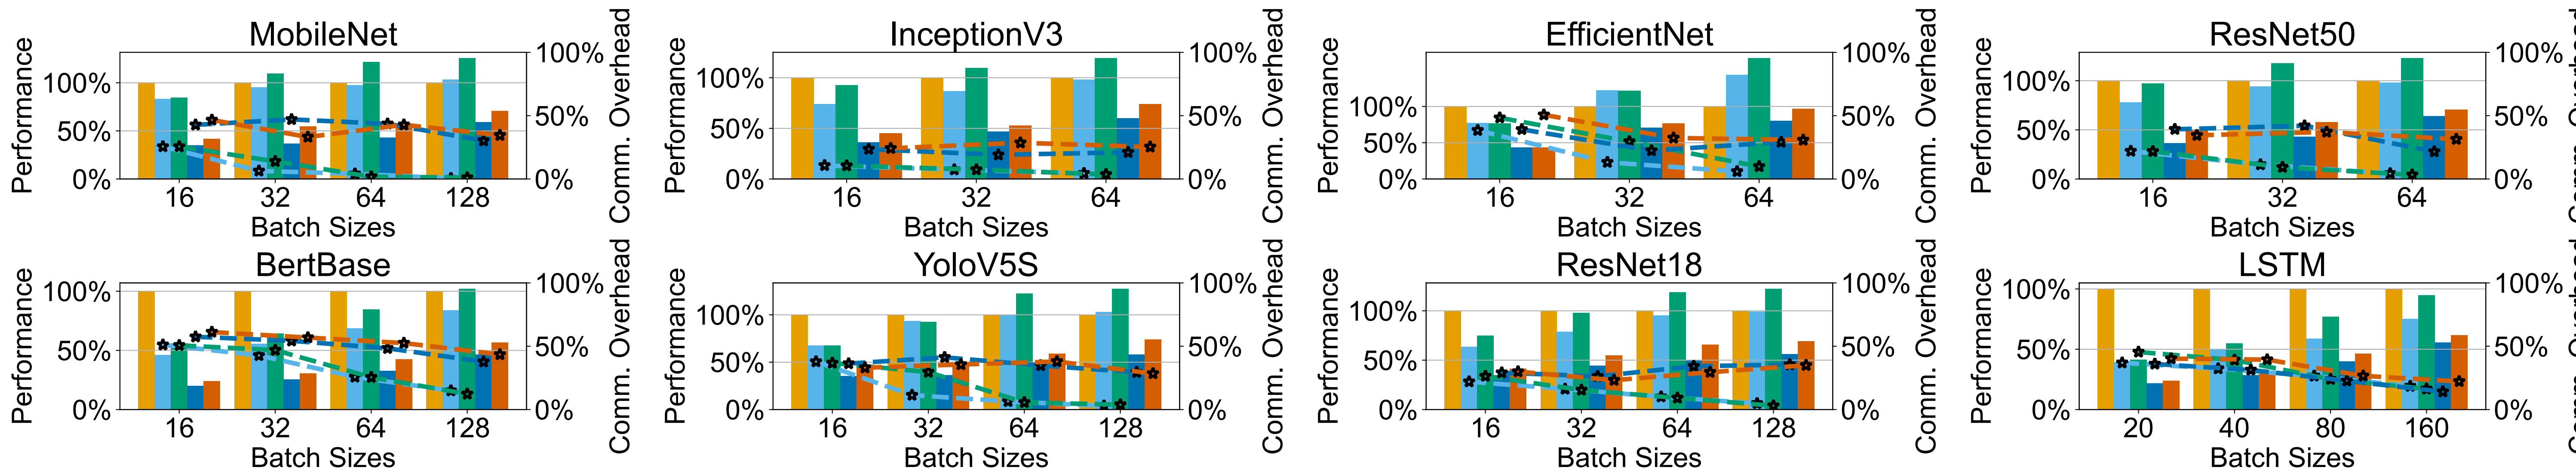 MobileNet
Performance
100%
50%
0%
100%
50%
0%
Comm. Overhead
16 32 64 128
Batch Sizes
InceptionV3
Performance
100%
50%
0%
100%
50%
0%
Comm. Overhead
16 32 64
Batch Sizes
EfficientNet
Performance
100%
50%
0%
100%
50%
0%
Comm. Overhead
16 32 64
Batch Sizes
ResNet50
Performance
100%
50%
0%
100%
50%
0%
Comm. Overhead
16 32 64
Batch Sizes
BertBase
Performance
100%
50%
0%
100%
50%
0%
Comm. Overhead
16 32 64 128
Batch Sizes
YoloV5S
Performance
100%
50%
0%
100%
50%
0%
Comm. Overhead
16 32 64 128
Batch Sizes
ResNet18
Performance
100%
50%
0%
100%
50%
0%
Comm. Overhead
16 32 64 128
Batch Sizes
LSTM
Performance
100%
50%
0%
100%
50%
0%
Comm. Overhead
20 40 80 160
Batch Sizes